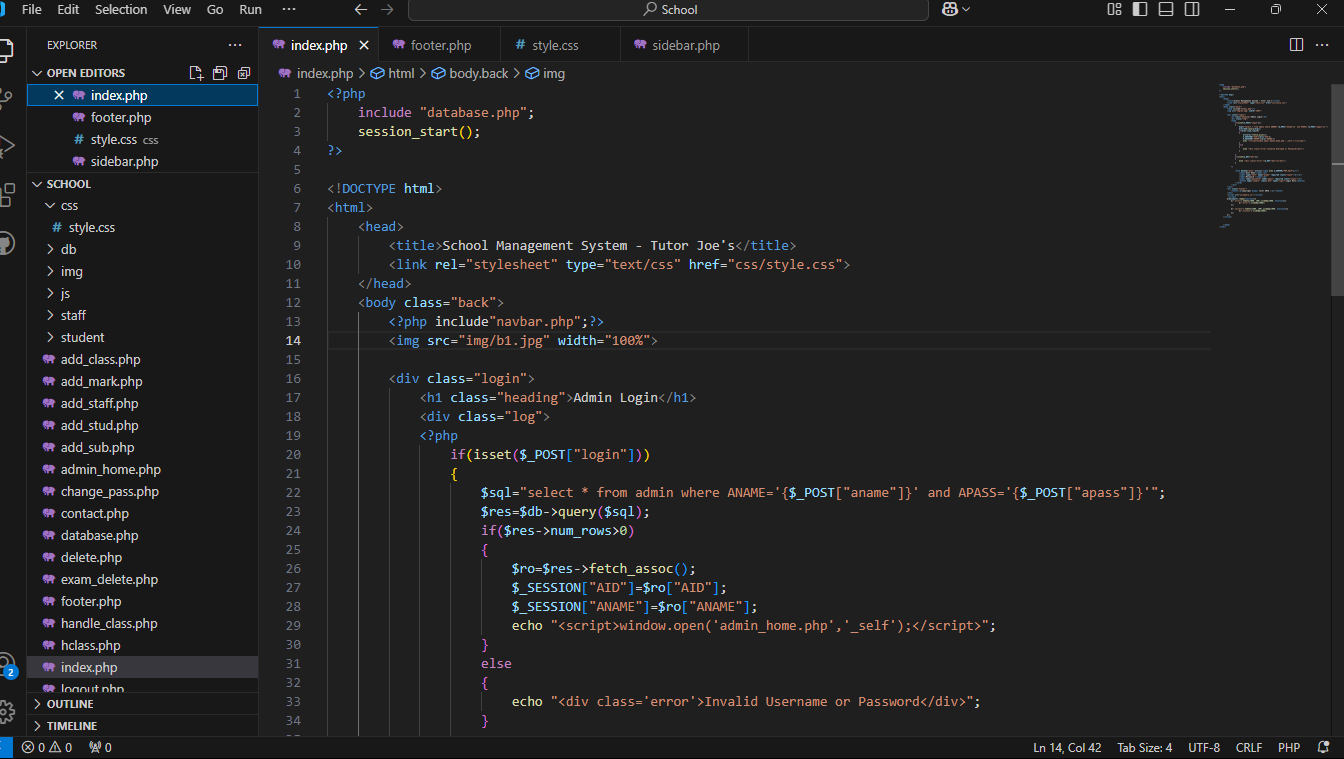 File Edit Selection View Go Run ··· School
EXPLORER ···
OPEN EDITORS
index.php
footer.php
style.css css
sidebar.php
SCHOOL
css
style.css
db
img
js
staff
student
add_class.php
add_mark.php
add_staff.php
add_stud.php
add_sub.php
admin_home.php
change_pass.php
contact.php
database.php
delete.php
exam_delete.php
footer.php
handle_class.php
hclass.php
index.php
logout.php
OUTLINE
TIMELINE
2
index.php footer.php style.css sidebar.php
index.php > html > body.back > img
1 <?php
2 include "database.php";
3 session_start();
4 ?>
5
6 <!DOCTYPE html>
7 <html>
8 <head>
9 <title>School Management System - Tutor Joe's</title>
10 <link rel="stylesheet" type="text/css" href="css/style.css">
11 </head>
12 <body class="back">
13 <?php include"navbar.php";?>
14 <img src="img/b1.jpg" width="100%">
15
16 <div class="login">
17 <h1 class="heading">Admin Login</h1>
18 <div class="log">
19 <?php
20 if(isset($_POST["login"]))
21 {
22 $sql="select * from admin where ANAME='{$_POST["aname"]}' and APASS='{$_POST["apass"]}'";
23 $res=$db->query($sql);
24 if($res->num_rows>0)
25 {
26 $ro=$res->fetch_assoc();
27 $_SESSION["AID"]=$ro["AID"];
28 $_SESSION["ANAME"]=$ro["ANAME"];
29 echo "<script>window.open('admin_home.php','_self');</script>";
30 }
31 else
32 {
33 echo "<div class='error'>Invalid Username or Password</div>";
34 }
0 0 0 Ln 14, Col 42 Tab Size: 4 UTF-8 CRLF PHP